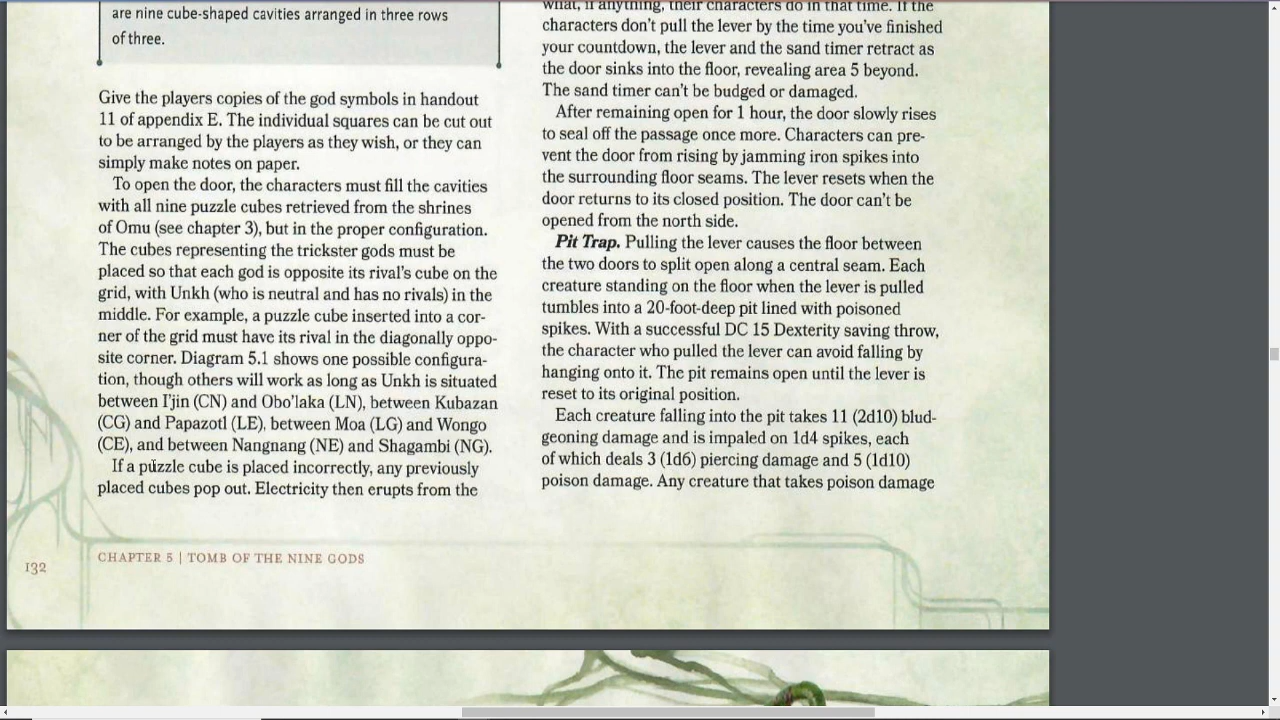 are nine cube-shaped cavities arranged in three rows
of three.
Give the players copies of the god symbols in handout
11 of appendix E. The individual squares can be cut out
to be arranged by the players as they wish, or they can
simply make notes on paper.
To open the door, the characters must fill the cavities
with all nine puzzle cubes retrieved from the shrines
of Omu (see chapter 3), but in the proper configuration.
The cubes representing the trickster gods must be
placed so that each god is opposite its rival's cube on the
grid, with Unkh (who is neutral and has no rivals) in the
middle. For example, a puzzle cube inserted into a cor-
ner of the grid must have its rival in the diagonally oppo-
site corner. Diagram 5.1 shows one possible configura-
tion, though others will work as long as Unkh is situated
between I'jin (CN) and Obo'laka (LN), between Kubazan
(CG) and Papazotl (LE), between Moa (LG) and Wongo
(CE), and between Nangnang (NE) and Shagambi (NG).
If a puzzle cube is placed incorrectly, any previously
placed cubes pop out. Electricity then erupts from the
what, if anything, their characters do in that time. If the
characters don't pull the lever by the time you've finished
your countdown, the lever and the sand timer retract as
the door sinks into the floor, revealing area 5 beyond.
The sand timer can't be budged or damaged.
After remaining open for 1 hour, the door slowly rises
to seal off the passage once more. Characters can pre-
vent the door from rising by jamming iron spikes into
the surrounding floor seams. The lever resets when the
door returns to its closed position. The door can't be
opened from the north side.
Pit Trap. Pulling the lever causes the floor between
the two doors to split open along a central seam. Each
creature standing on the floor when the lever is pulled
tumbles into a 20-foot-deep pit lined with poisoned
spikes. With a successful DC 15 Dexterity saving throw,
the character who pulled the lever can avoid falling by
hanging onto it. The pit remains open until the lever is
reset to its original position.
Each creature falling into the pit takes 11 (2d10) blud-
geoning damage and is impaled on 1d4 spikes, each
of which deals 3 (1d6) piercing damage and 5 (1d10)
poison damage. Any creature that takes poison damage
132
CHAPTER 5 | TOMB OF THE NINE GODS